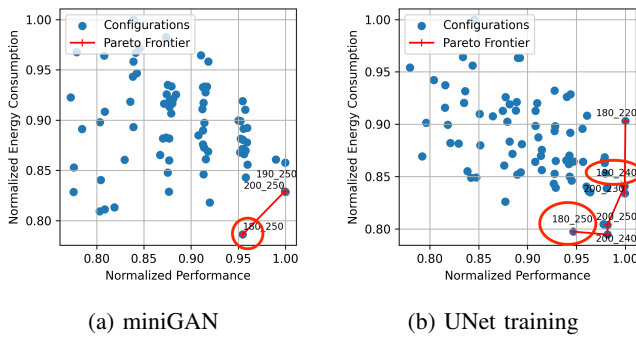 Configurations
Pareto Frontier
Normalized Energy Consumption
1.00
0.95
0.90
0.85
0.80
190_250
200_250
180_250
0.80 0.85 0.90 0.95 1.00
Normalized Performance
(a) miniGAN
Configurations
Pareto Frontier
Normalized Energy Consumption
1.00
0.95
0.90
0.85
0.80
180_220
190_240
200_230
180_250
200_250
200_240
0.80 0.85 0.90 0.95 1.00
Normalized Performance
(b) UNet training